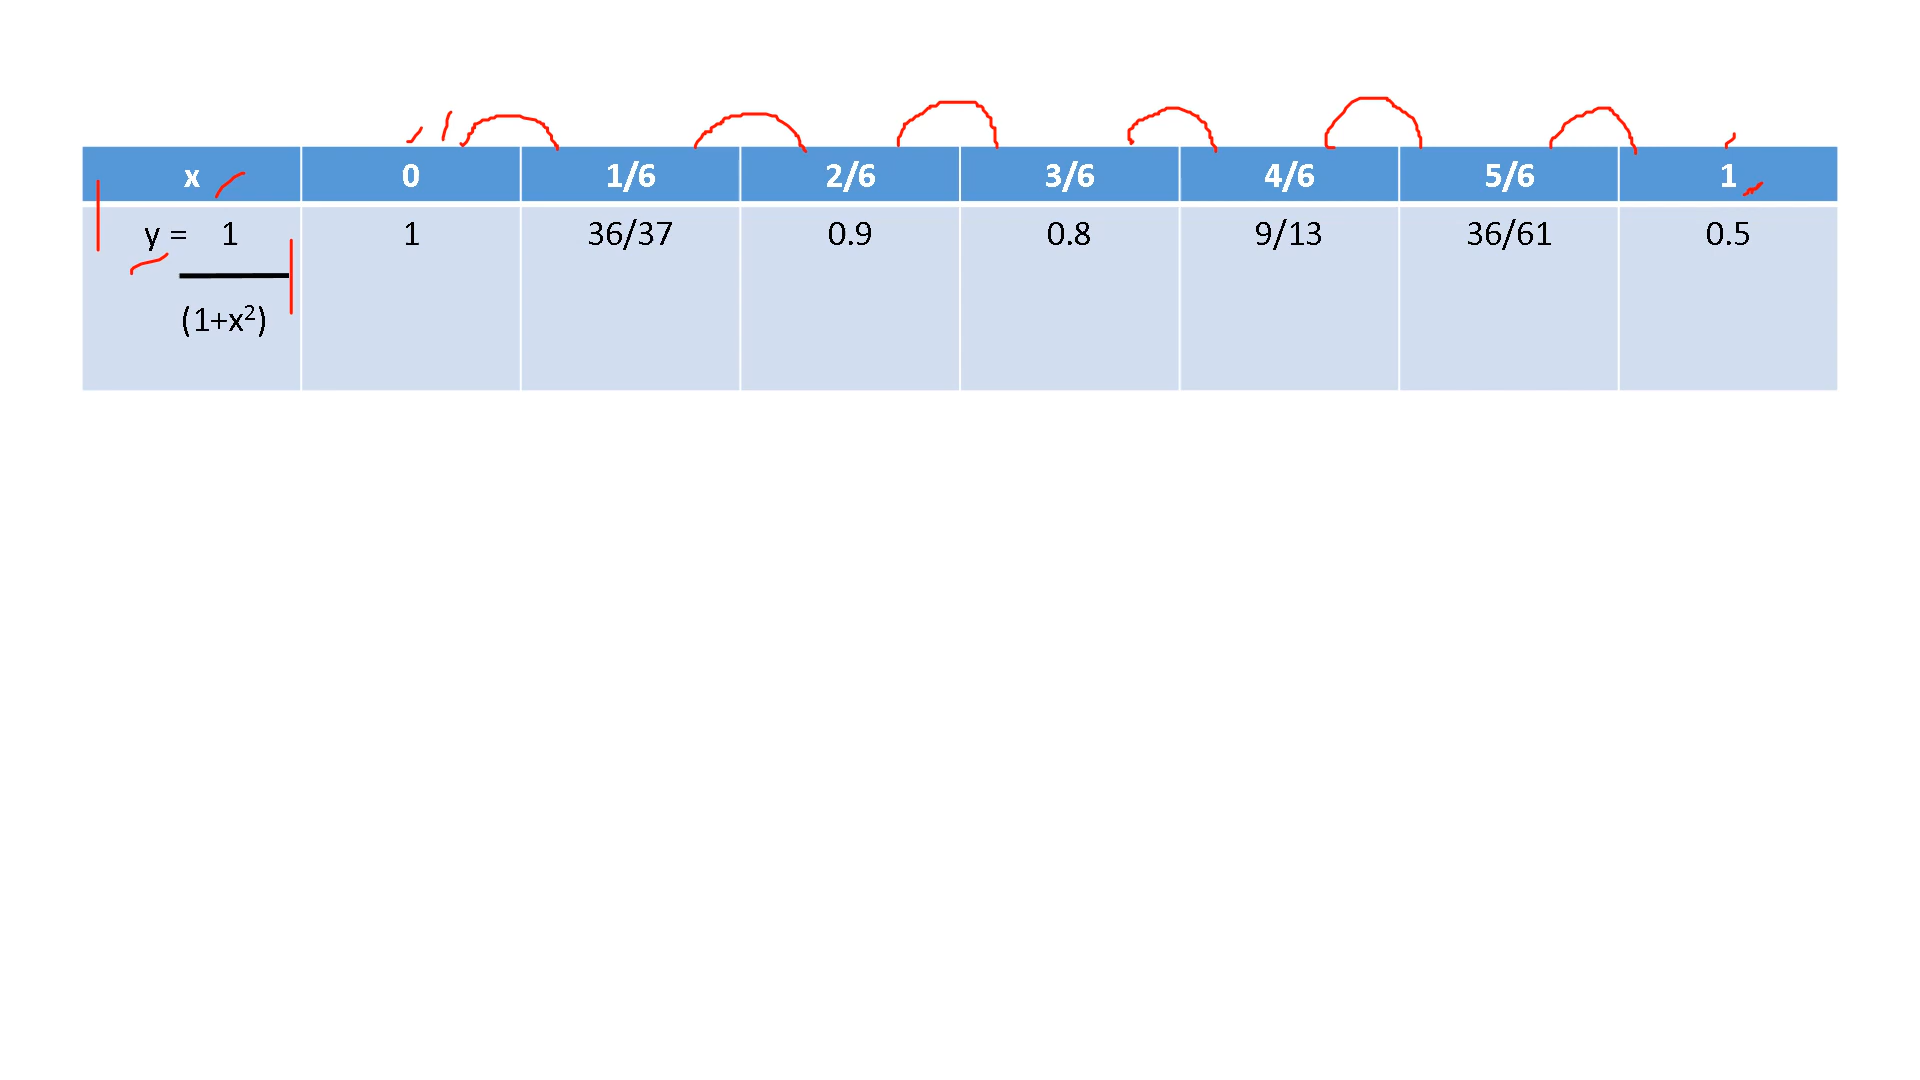 x 0 1/6 2/6 3/6 4/6 5/6 1
y = 1 1 36/37 0.9 0.8 9/13 36/61 0.5
(1+x²)